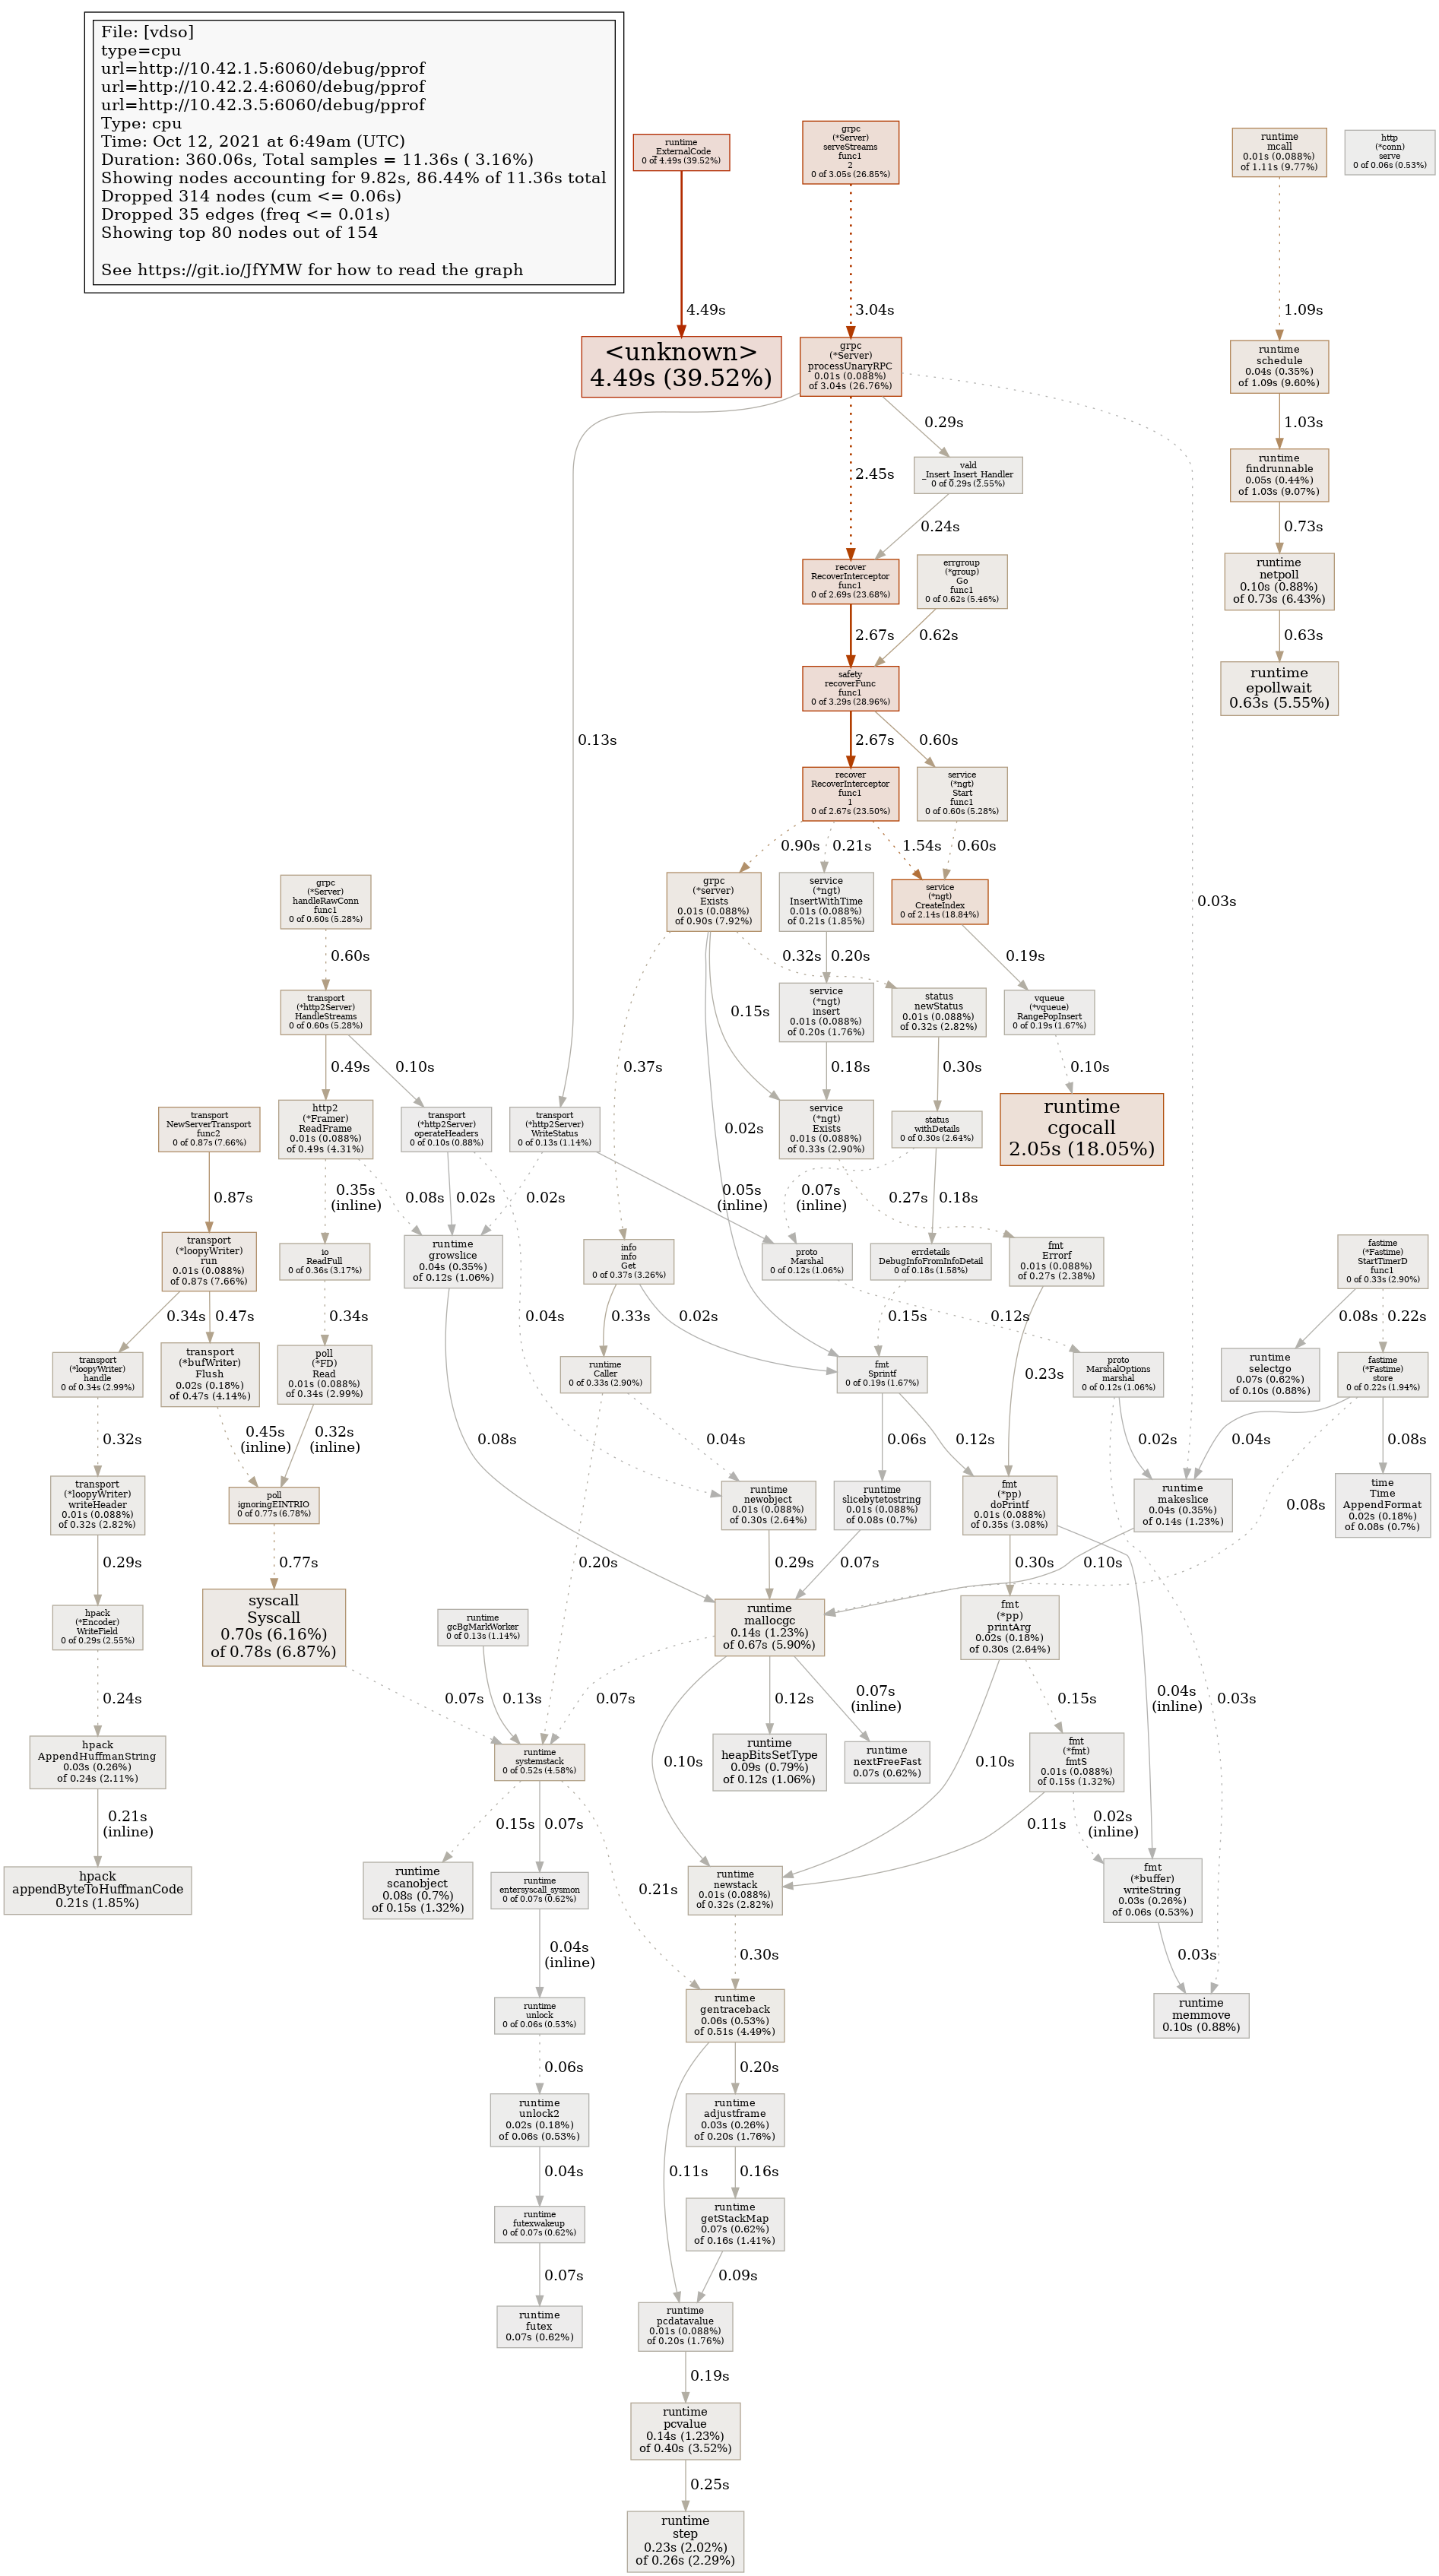 File: [vdso]
type=cpu
url=http://10.42.1.5:6060/debug/pprof
url=http://10.42.2.4:6060/debug/pprof
url=http://10.42.3.5:6060/debug/pprof
Type: cpu
Time: Oct 12, 2021 at 6:49am (UTC)
Duration: 360.06s, Total samples = 11.36s ( 3.16%)
Showing nodes accounting for 9.82s, 86.44% of 11.36s total
Dropped 314 nodes (cum <= 0.06s)
Dropped 35 edges (freq <= 0.01s)
Showing top 80 nodes out of 154
See https://git.io/JfYMW for how to read the graph
runtime
_ExternalCode
0 of 4.49s (39.52%)
grpc
(*Server)
serveStreams
func1
2
0 of 3.05s (26.85%)
runtime
mcall
0.01s (0.088%)
of 1.11s (9.77%)
http
(*conn)
serve
0 of 0.06s (0.53%)
4.49s
3.04s
1.09s
<unknown>
4.49s (39.52%)
grpc
(*Server)
processUnaryRPC
0.01s (0.088%)
of 3.04s (26.76%)
runtime
schedule
0.04s (0.35%)
of 1.09s (9.60%)
0.29s
1.03s
2.45s
vald
_Insert_Insert_Handler
0 of 0.29s (2.55%)
runtime
findrunnable
0.05s (0.44%)
of 1.03s (9.07%)
0.24s
0.73s
recover
RecoverInterceptor
func1
0 of 2.69s (23.68%)
errgroup
(*group)
Go
func1
0 of 0.62s (5.46%)
runtime
netpoll
0.10s (0.88%)
of 0.73s (6.43%)
2.67s
0.62s
0.63s
safety
recoverFunc
func1
0 of 3.29s (28.96%)
runtime
epollwait
0.63s (5.55%)
0.13s
2.67s
0.60s
recover
RecoverInterceptor
func1
1
0 of 2.67s (23.50%)
service
(*ngt)
Start
func1
0 of 0.60s (5.28%)
0.90s
0.21s
1.54s
0.60s
grpc
(*Server)
handleRawConn
func1
0 of 0.60s (5.28%)
grpc
(*server)
Exists
0.01s (0.088%)
of 0.90s (7.92%)
service
(*ngt)
InsertWithTime
0.01s (0.088%)
of 0.21s (1.85%)
service
(*ngt)
CreateIndex
0 of 2.14s (18.84%)
0.03s
0.60s
0.32s
0.20s
0.19s
transport
(*http2Server)
HandleStreams
0 of 0.60s (5.28%)
0.15s
service
(*ngt)
insert
0.01s (0.088%)
of 0.20s (1.76%)
status
newStatus
0.01s (0.088%)
of 0.32s (2.82%)
vqueue
(*vqueue)
RangePopInsert
0 of 0.19s (1.67%)
0.49s
0.10s
0.37s
0.18s
0.30s
0.10s
transport
NewServerTransport
func2
0 of 0.87s (7.66%)
http2
(*Framer)
ReadFrame
0.01s (0.088%)
of 0.49s (4.31%)
transport
(*http2Server)
operateHeaders
0 of 0.10s (0.88%)
transport
(*http2Server)
WriteStatus
0 of 0.13s (1.14%)
0.02s
service
(*ngt)
Exists
0.01s (0.088%)
of 0.33s (2.90%)
status
withDetails
0 of 0.30s (2.64%)
runtime
cgocall
2.05s (18.05%)
0.87s
0.35s
(inline)
0.08s
0.02s
0.02s
0.05s
(inline)
0.07s
(inline)
0.27s
0.18s
transport
(*loopyWriter)
run
0.01s (0.088%)
of 0.87s (7.66%)
io
ReadFull
0 of 0.36s (3.17%)
runtime
growslice
0.04s (0.35%)
of 0.12s (1.06%)
info
info
Get
0 of 0.37s (3.26%)
proto
Marshal
0 of 0.12s (1.06%)
errdetails
DebugInfoFromInfoDetail
0 of 0.18s (1.58%)
fmt
Errorf
0.01s (0.088%)
of 0.27s (2.38%)
fastime
(*Fastime)
StartTimerD
func1
0 of 0.33s (2.90%)
0.34s
0.47s
0.34s
0.04s
0.33s
0.02s
0.15s
0.12s
0.08s
0.22s
transport
(*loopyWriter)
handle
0 of 0.34s (2.99%)
transport
(*bufWriter)
Flush
0.02s (0.18%)
of 0.47s (4.14%)
poll
(*FD)
Read
0.01s (0.088%)
of 0.34s (2.99%)
runtime
Caller
0 of 0.33s (2.90%)
fmt
Sprintf
0 of 0.19s (1.67%)
0.23s
proto
MarshalOptions
marshal
0 of 0.12s (1.06%)
runtime
selectgo
0.07s (0.62%)
of 0.10s (0.88%)
fastime
(*Fastime)
store
0 of 0.22s (1.94%)
0.32s
0.45s
(inline)
0.32s
(inline)
0.08s
0.04s
0.06s
0.12s
0.02s
0.04s
0.08s
transport
(*loopyWriter)
writeHeader
0.01s (0.088%)
of 0.32s (2.82%)
poll
ignoringEINTRIO
0 of 0.77s (6.78%)
runtime
newobject
0.01s (0.088%)
of 0.30s (2.64%)
runtime
slicebytetostring
0.01s (0.088%)
of 0.08s (0.7%)
fmt
(*pp)
doPrintf
0.01s (0.088%)
of 0.35s (3.08%)
runtime
makeslice
0.04s (0.35%)
of 0.14s (1.23%)
0.08s
time
Time
AppendFormat
0.02s (0.18%)
of 0.08s (0.7%)
0.29s
0.77s
0.20s
0.29s
0.07s
0.30s
0.10s
hpack
(*Encoder)
WriteField
0 of 0.29s (2.55%)
syscall
Syscall
0.70s (6.16%)
of 0.78s (6.87%)
runtime
gcBgMarkWorker
0 of 0.13s (1.14%)
runtime
mallocgc
0.14s (1.23%)
of 0.67s (5.90%)
fmt
(*pp)
printArg
0.02s (0.18%)
of 0.30s (2.64%)
0.24s
0.07s
0.13s
0.07s
0.12s
0.07s
(inline)
0.15s
0.04s
(inline)
0.03s
hpack
AppendHuffmanString
0.03s (0.26%)
of 0.24s (2.11%)
runtime
systemstack
0 of 0.52s (4.58%)
0.10s
runtime
heapBitsSetType
0.09s (0.79%)
of 0.12s (1.06%)
runtime
nextFreeFast
0.07s (0.62%)
0.10s
fmt
(*fmt)
fmtS
0.01s (0.088%)
of 0.15s (1.32%)
0.21s
(inline)
0.15s
0.07s
0.11s
0.02s
(inline)
hpack
appendByteToHuffmanCode
0.21s (1.85%)
runtime
scanobject
0.08s (0.7%)
of 0.15s (1.32%)
runtime
entersyscall_sysmon
0 of 0.07s (0.62%)
0.21s
runtime
newstack
0.01s (0.088%)
of 0.32s (2.82%)
fmt
(*buffer)
writeString
0.03s (0.26%)
of 0.06s (0.53%)
0.04s
(inline)
0.30s
0.03s
runtime
unlock
0 of 0.06s (0.53%)
runtime
gentraceback
0.06s (0.53%)
of 0.51s (4.49%)
runtime
memmove
0.10s (0.88%)
0.06s
0.20s
runtime
unlock2
0.02s (0.18%)
of 0.06s (0.53%)
runtime
adjustframe
0.03s (0.26%)
of 0.20s (1.76%)
0.04s
0.11s
0.16s
runtime
futexwakeup
0 of 0.07s (0.62%)
runtime
getStackMap
0.07s (0.62%)
of 0.16s (1.41%)
0.07s
0.09s
runtime
futex
0.07s (0.62%)
runtime
pcdatavalue
0.01s (0.088%)
of 0.20s (1.76%)
0.19s
runtime
pcvalue
0.14s (1.23%)
of 0.40s (3.52%)
0.25s
runtime
step
0.23s (2.02%)
of 0.26s (2.29%)